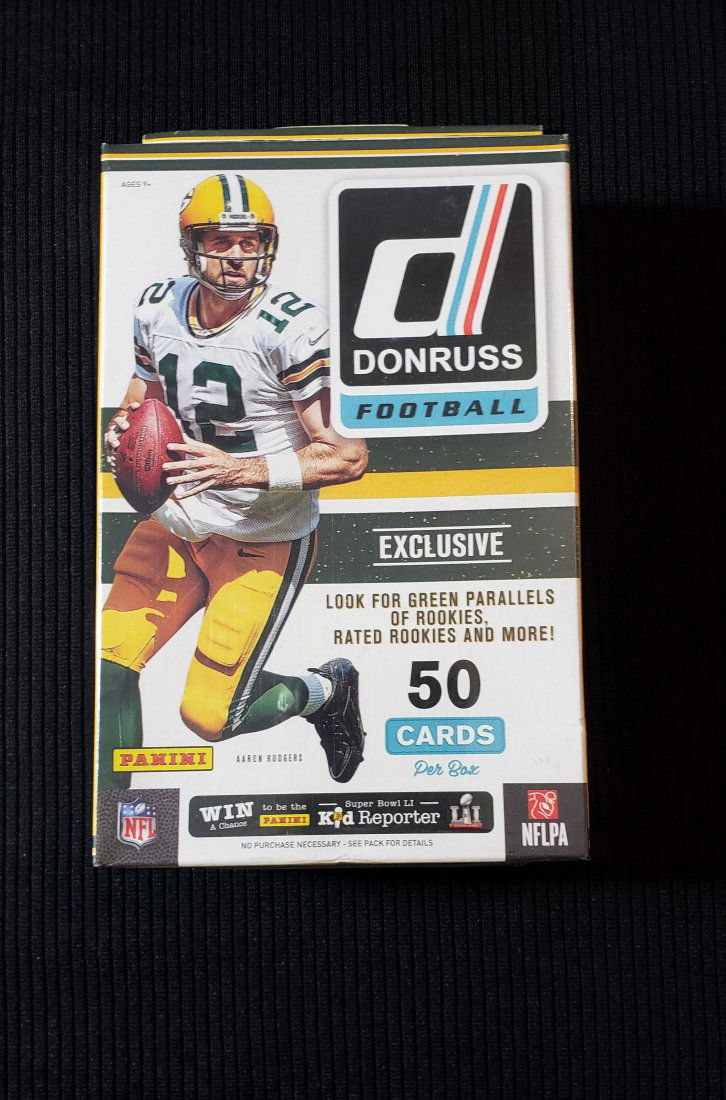 AGES 9+
DONRUSS
FOOTBALL
12
12
12
EXCLUSIVE
LOOK FOR GREEN PARALLELS
OF ROOKIES,
RATED ROOKIES AND MORE!
50
CARDS
Per Box
PANINI
AARON RODGERS
NFL
WIN
A Chance
to be the
PANINI
Super Bowl LI
Kid Reporter
LI
NFLPA
NO PURCHASE NECESSARY - SEE PACK FOR DETAILS